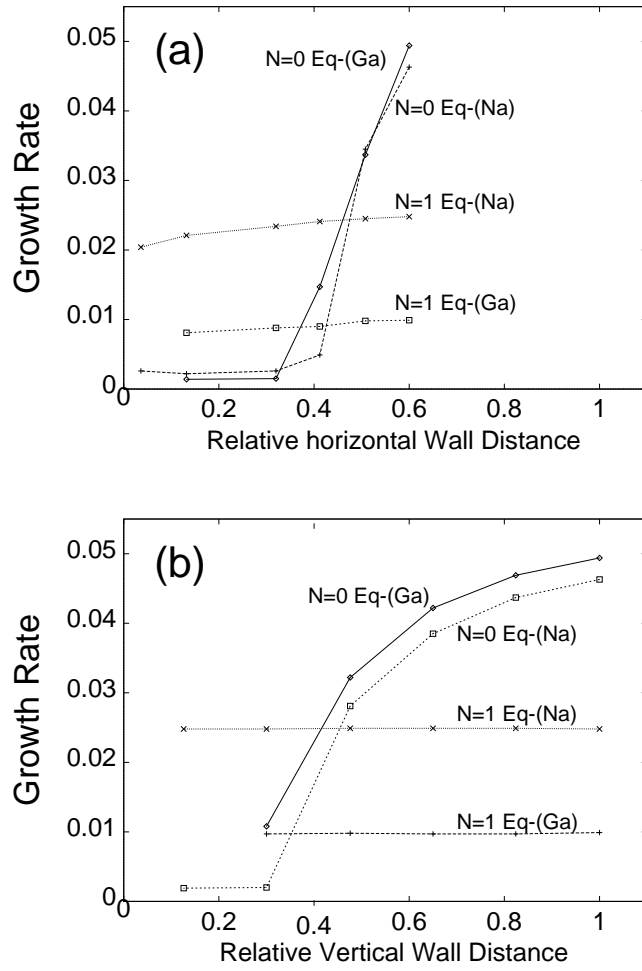 (a)
N=0 Eq-(Ga)
N=0 Eq-(Na)
N=1 Eq-(Na)
N=1 Eq-(Ga)
Growth Rate
0.05
0.04
0.03
0.02
0.01
0
0 0.2 0.4 0.6 0.8 1
Relative horizontal Wall Distance
(b)
N=0 Eq-(Ga)
N=0 Eq-(Na)
N=1 Eq-(Na)
N=1 Eq-(Ga)
Growth Rate
0.05
0.04
0.03
0.02
0.01
0
0 0.2 0.4 0.6 0.8 1
Relative Vertical Wall Distance